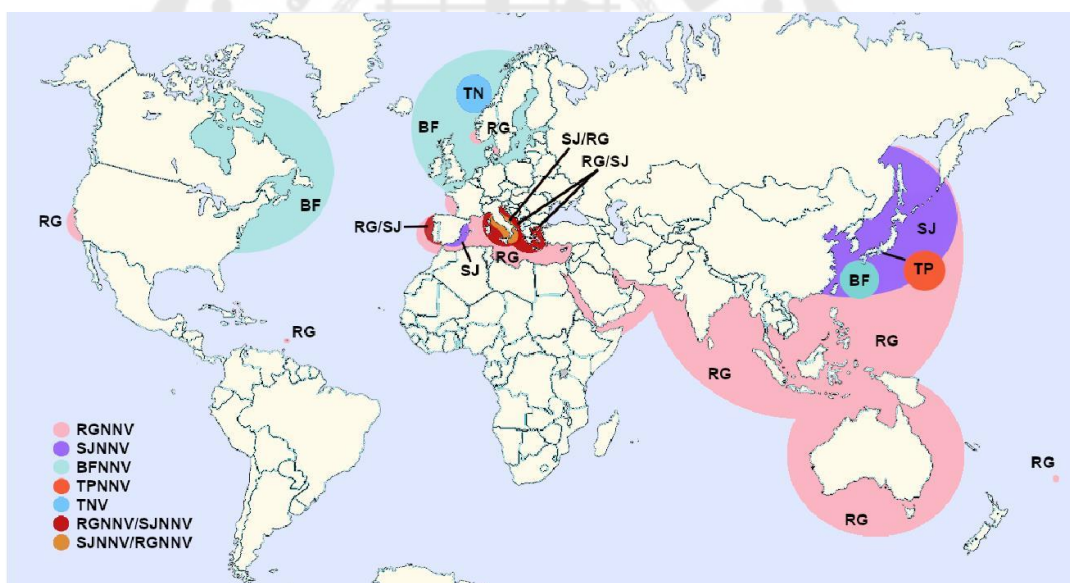 TN
BF
RG
SJ/RG
RG/SJ
BF
RG
RG/SJ
SJ
RG
SJ
BF
TP
RG
RG
RG
RG
RG
RGNNV
SJNNV
BFNNV
TPNNV
TNV
RGNNV/SJNNV
SJNNV/RGNNV